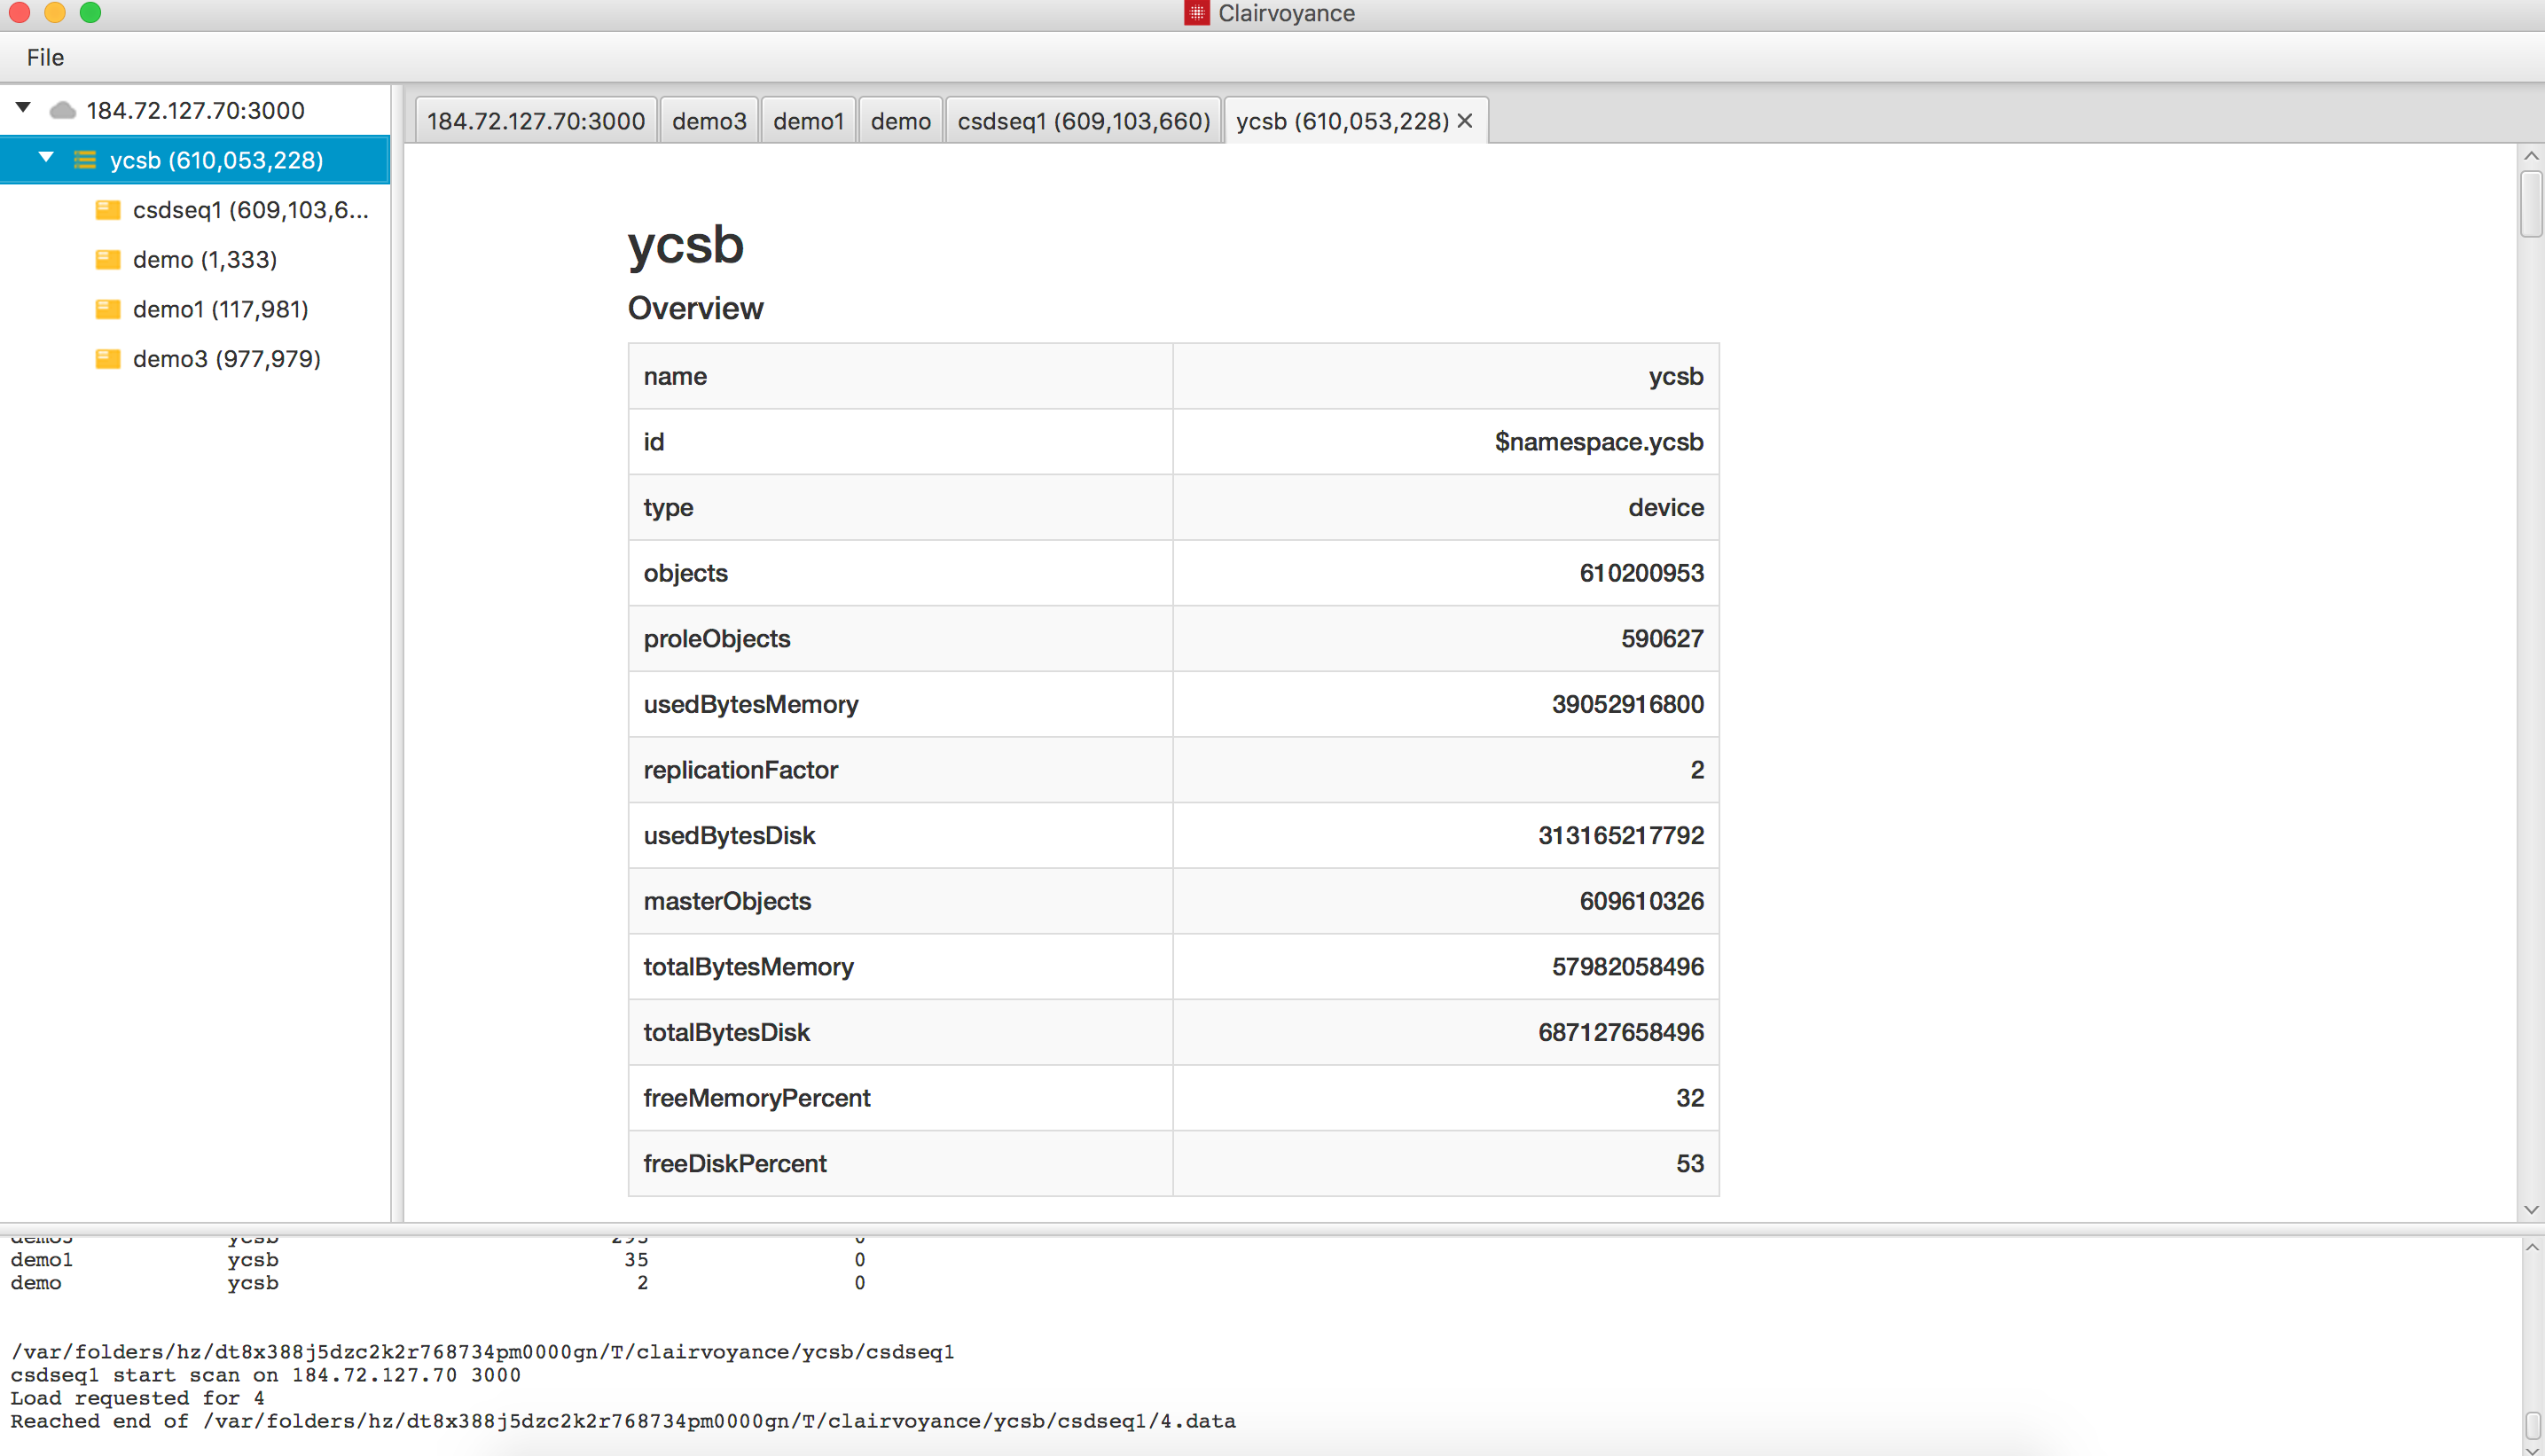 Clairvoyance
File
184.72.127.70:3000
ycsb (610,053,228)
csdseq1 (609,103,6...
demo (1,333)
demo1 (117,981)
demo3 (977,979)
184.72.127.70:3000 demo3 demo1 demo csdseq1 (609,103,660) ycsb (610,053,228)
ycsb
Overview
name ycsb
id $namespace.ycsb
type device
objects 610200953
proleObjects 590627
usedBytesMemory 39052916800
replicationFactor 2
usedBytesDisk 313165217792
masterObjects 609610326
totalBytesMemory 57982058496
totalBytesDisk 687127658496
freeMemoryPercent 32
freeDiskPercent 53
ycsb
demo1 ycsb 35 0
demo ycsb 2 0
/var/folders/hz/dt8x388j5dzc2k2r768734pm0000gn/T/clairvoyance/ycsb/csdseq1
csdseq1 start scan on 184.72.127.70 3000
Load requested for 4
Reached end of /var/folders/hz/dt8x388j5dzc2k2r768734pm0000gn/T/clairvoyance/ycsb/csdseq1/4.data